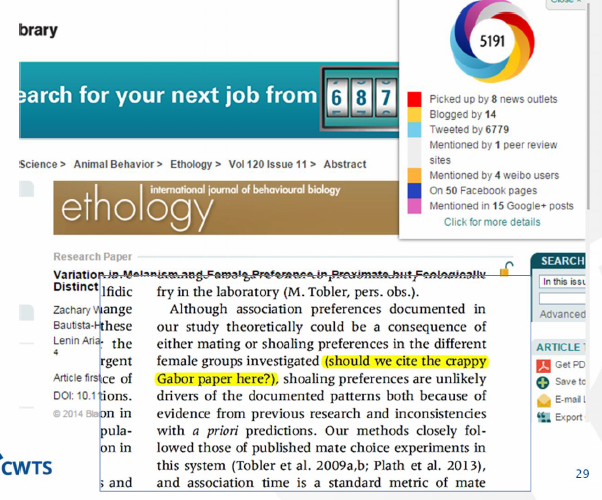 brary
Close ×
5191
earch for your next job from 6 8 7
Picked up by 8 news outlets
Blogged by 14
Tweeted by 6779
Mentioned by 1 peer review
sites
Mentioned by 4 weibo users
On 50 Facebook pages
Mentioned in 15 Google+ posts
Click for more details
Science > Animal Behavior > Ethology > Vol 120 Issue 11 > Abstract
ethology
international journal of behavioural biology
Research Paper
Variation in Melanism and Female Preference in Proximate but Ecologically
Distinct
Zachary W
Bautista-H
Lenin Aria
4
Article first
DOI: 10.11
© 2014 Bla
SEARCH
In this issu
Advanced
ARTICLE T
Get PD
Save to
E-mail L
Export
lfidic
ange
these
the
rgent
ce of
tions.
on in
pula-
on in
s and
fry in the laboratory (M. Tobler, pers. obs.).
Although association preferences documented in
our study theoretically could be a consequence of
either mating or shoaling preferences in the different
female groups investigated (should we cite the crappy
Gabor paper here?), shoaling preferences are unlikely
drivers of the documented patterns both because of
evidence from previous research and inconsistencies
with a priori predictions. Our methods closely fol-
lowed those of published mate choice experiments in
this system (Tobler et al. 2009a,b; Plath et al. 2013),
and association time is a standard metric of mate
CWTS
29